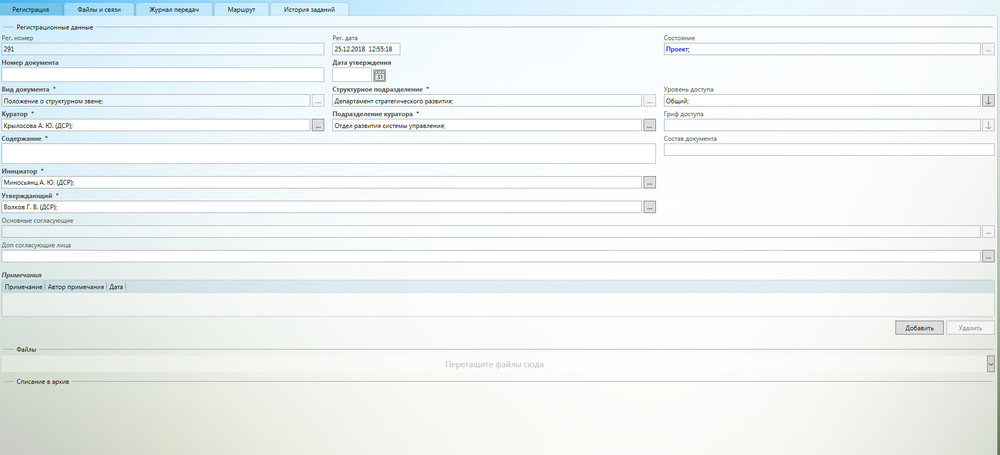 Регистрация Файлы и связи Журнал передач Маршрут История заданий
Регистрационные данные
Рег. номер Рег. дата Состояние
291 25.12.2018 12:55:18 Проект; ...
Номер документа Дата утверждения
31
Вид документа * Структурное подразделение * Уровень доступа
Положение о структурном звене; ... Департамент стратегического развития; ... Общий;
Куратор * Подразделение куратора * Гриф доступа
Крылосова А. Ю. (ДСР); ... Отдел развития системы управления; ...
Содержание * Состав документа
Инициатор *
Миносьянц А. Ю. (ДСР); ...
Утверждающий *
Волков Г. В. (ДСР); ...
Основные согласующие
...
Доп согласующие лица
...
Примечания
Примечание Автор примечания Дата
Добавить Удалить
Файлы
Перетащите файлы сюда
Списание в архив